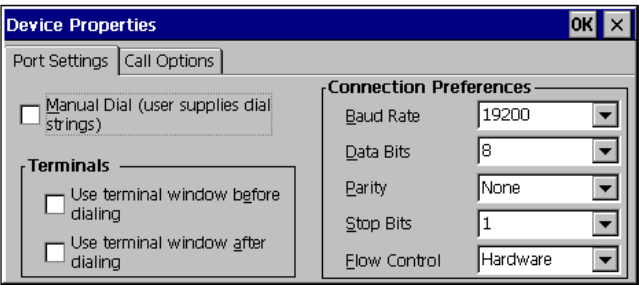 Device Properties OK ×
Port Settings Call Options
Manual Dial (user supplies dial
strings)
Terminals
Use terminal window before
dialing
Use terminal window after
dialing
Connection Preferences
Baud Rate 19200
Data Bits 8
Parity None
Stop Bits 1
Flow Control Hardware